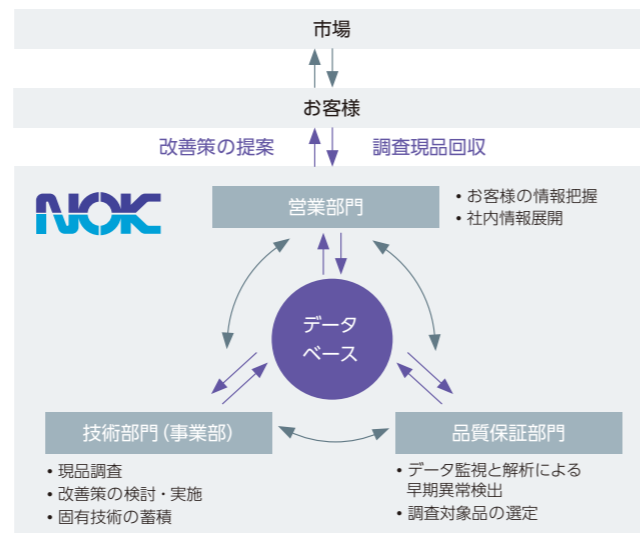 市場
お客様
改善策の提案
調査現品回収
NOK
営業部門
• お客様の情報把握
• 社内情報展開
データ
ベース
技術部門（事業部）
• 現品調査
• 改善策の検討・実施
• 固有技術の蓄積
品質保証部門
• データ監視と解析による
早期異常検出
• 調査対象品の選定